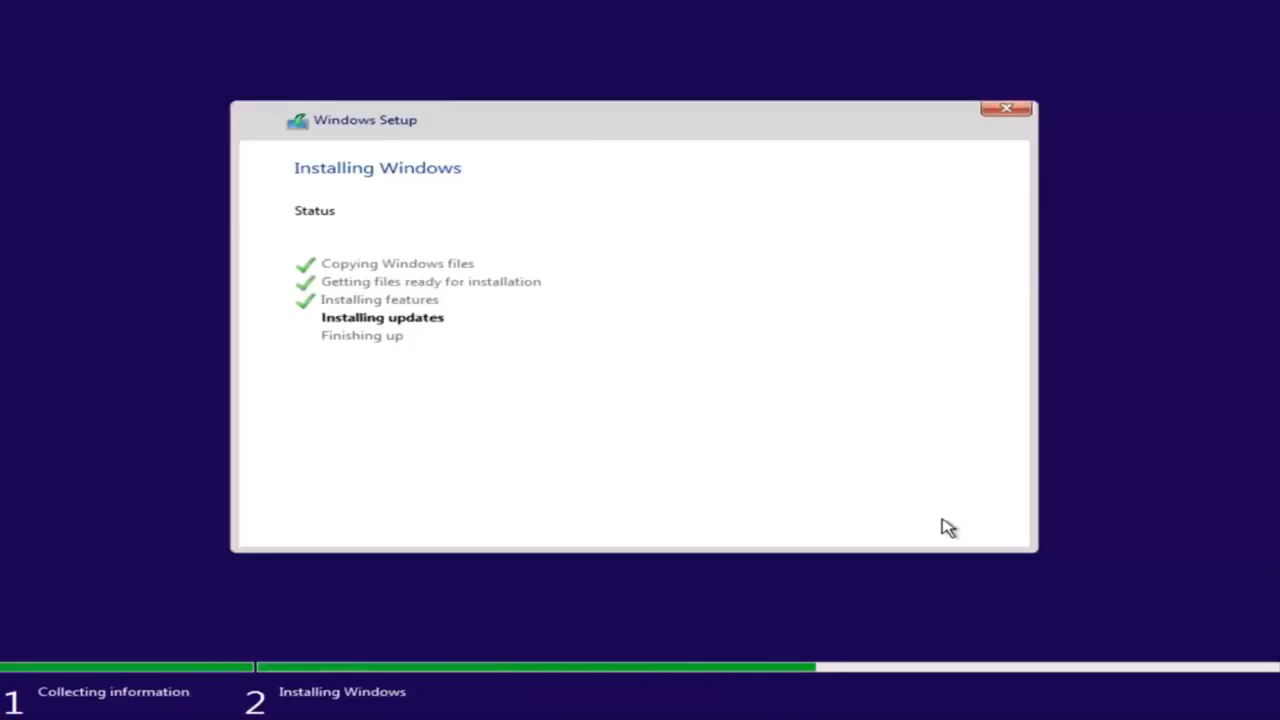 Windows Setup
Installing Windows
Status
Copying Windows files
Getting files ready for installation
Installing features
Installing updates
Finishing up
1 Collecting information 2 Installing Windows